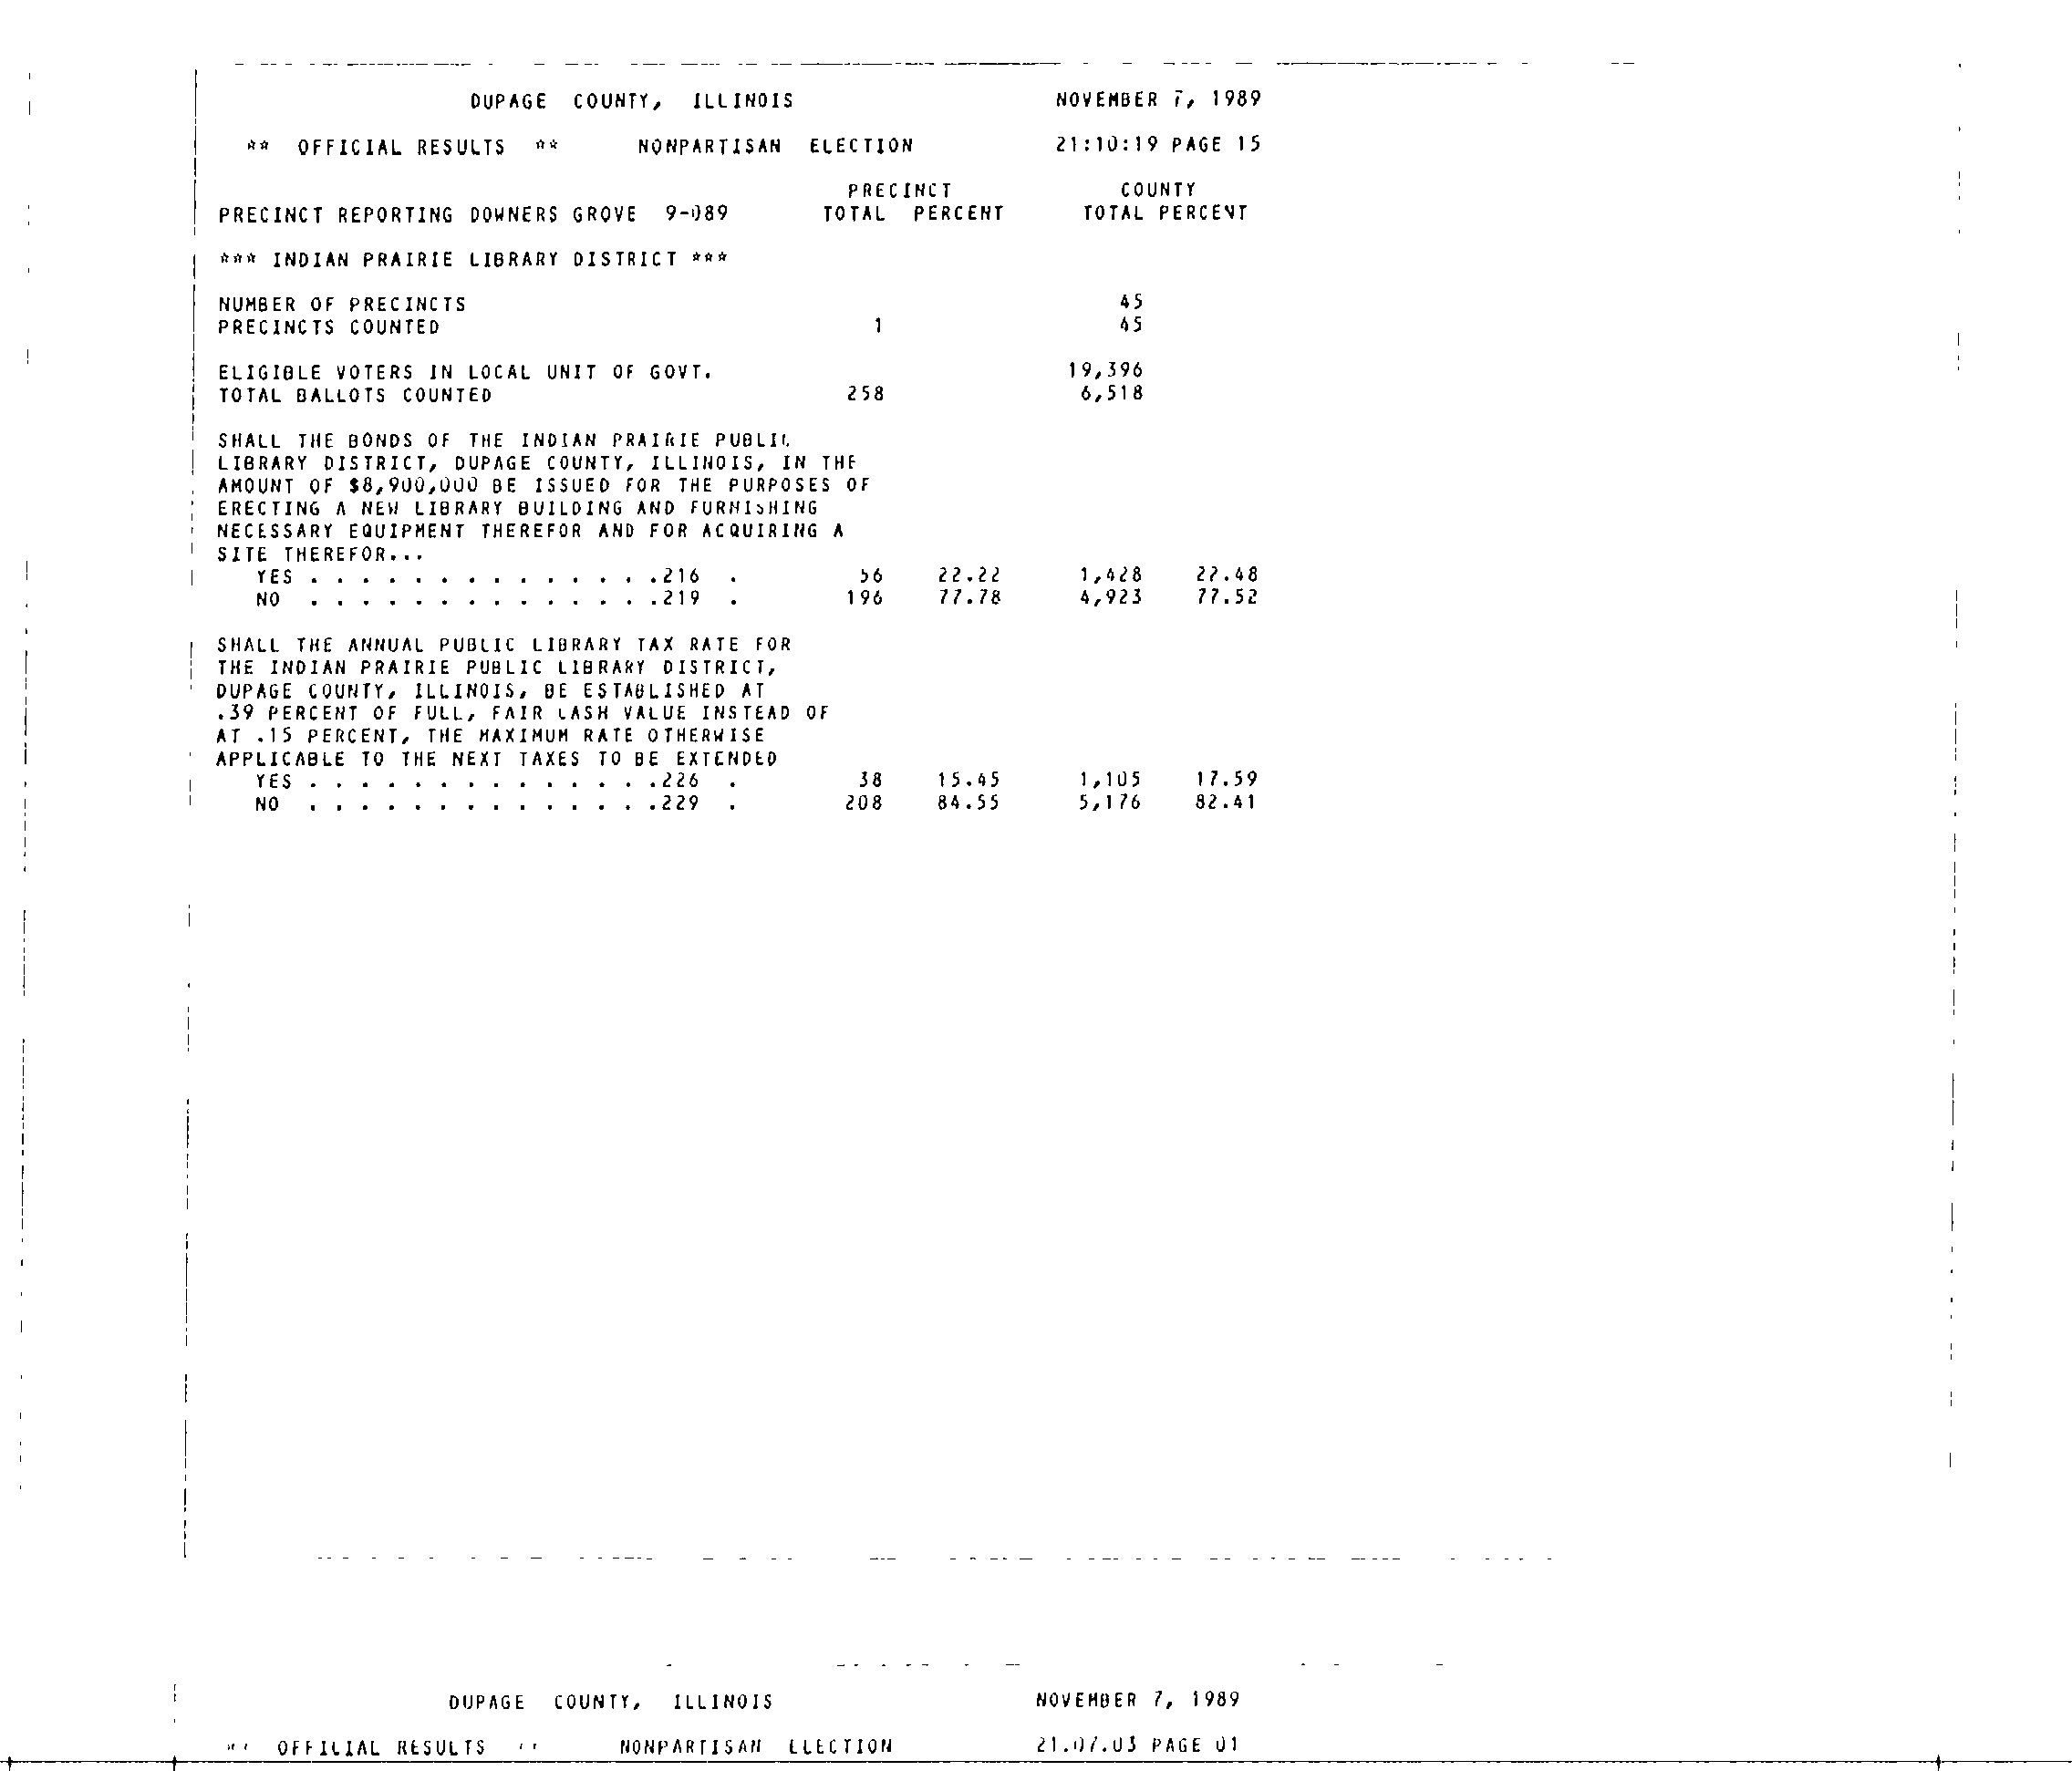 DUPAGE COUNTY, ILLINOIS NOVEMBER 7, 1989
** OFFICIAL RESULTS ** NONPARTISAN ELECTION 21:10:19 PAGE 15
PRECINCT COUNTY
PRECINCT REPORTING DOWNERS GROVE 9-089 TOTAL PERCENT TOTAL PERCENT
*** INDIAN PRAIRIE LIBRARY DISTRICT ***
NUMBER OF PRECINCTS 45
PRECINCTS COUNTED 1 45
ELIGIBLE VOTERS IN LOCAL UNIT OF GOVT. 19,396
TOTAL BALLOTS COUNTED 258 6,518
SHALL THE BONDS OF THE INDIAN PRAIRIE PUBLIC
LIBRARY DISTRICT, DUPAGE COUNTY, ILLINOIS, IN THE
AMOUNT OF $8,900,000 BE ISSUED FOR THE PURPOSES OF
ERECTING A NEW LIBRARY BUILDING AND FURNISHING
NECESSARY EQUIPMENT THEREFOR AND FOR ACQUIRING A
SITE THEREFOR...
YES . . . . . . . . . . . . . .216 . 56 22.22 1,428 22.48
NO . . . . . . . . . . . . . .219 . 196 77.78 4,923 77.52
SHALL THE ANNUAL PUBLIC LIBRARY TAX RATE FOR
THE INDIAN PRAIRIE PUBLIC LIBRARY DISTRICT,
DUPAGE COUNTY, ILLINOIS, BE ESTABLISHED AT
.39 PERCENT OF FULL, FAIR CASH VALUE INSTEAD OF
AT .15 PERCENT, THE MAXIMUM RATE OTHERWISE
APPLICABLE TO THE NEXT TAXES TO BE EXTENDED
YES . . . . . . . . . . . . . .226 . 38 15.45 1,105 17.59
NO . . . . . . . . . . . . . .229 . 208 84.55 5,176 82.41
DUPAGE COUNTY, ILLINOIS NOVEMBER 7, 1989
** OFFICIAL RESULTS ** NONPARTISAN ELECTION 21:07:03 PAGE 01